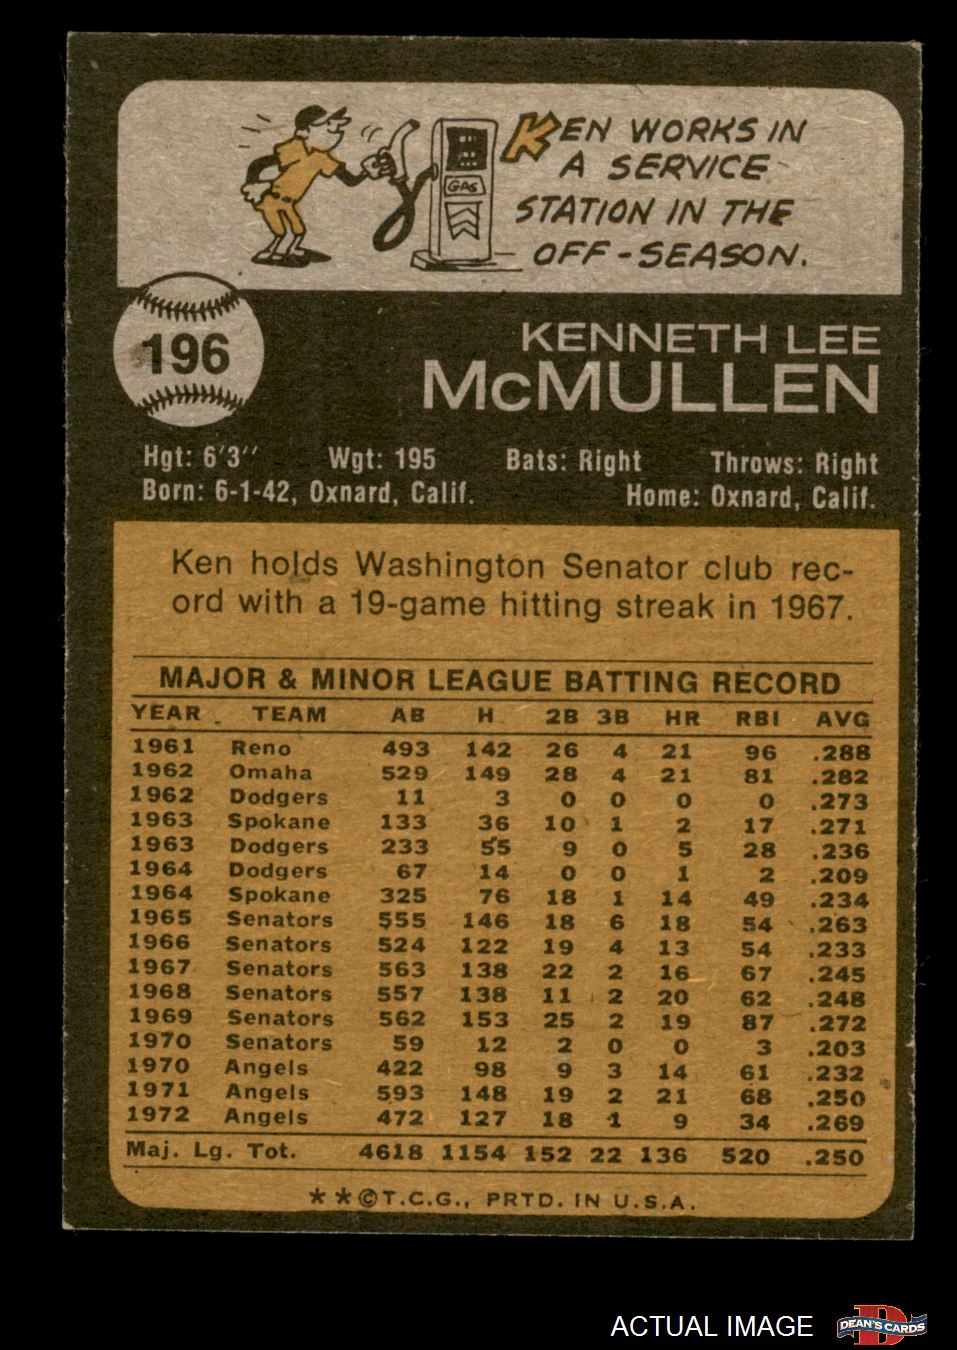 KEN WORKS IN
A SERVICE
STATION IN THE
OFF-SEASON.
GAS
196
KENNETH LEE
McMULLEN
Hgt: 6'3'' Wgt: 195 Bats: Right Throws: Right
Born: 6-1-42, Oxnard, Calif. Home: Oxnard, Calif.
Ken holds Washington Senator club rec-
ord with a 19-game hitting streak in 1967.
MAJOR & MINOR LEAGUE BATTING RECORD
YEAR TEAM AB H 2B 3B HR RBI AVG
1961 Reno 493 142 26 4 21 96 .288
1962 Omaha 529 149 28 4 21 81 .282
1962 Dodgers 11 3 0 0 0 0 .273
1963 Spokane 133 36 10 1 2 17 .271
1963 Dodgers 233 55 9 0 5 28 .236
1964 Dodgers 67 14 0 0 1 2 .209
1964 Spokane 325 76 18 1 14 49 .234
1965 Senators 555 146 18 6 18 54 .263
1966 Senators 524 122 19 4 13 54 .233
1967 Senators 563 138 22 2 16 67 .245
1968 Senators 557 138 11 2 20 62 .248
1969 Senators 562 153 25 2 19 87 .272
1970 Senators 59 12 2 0 0 3 .203
1970 Angels 422 98 9 3 14 61 .232
1971 Angels 593 148 19 2 21 68 .250
1972 Angels 472 127 18 1 9 34 .269
Maj. Lg. Tot. 4618 1154 152 22 136 520 .250
**©T.C.G., PRTD. IN U.S.A.
ACTUAL IMAGE
D
DEAN'S CARDS